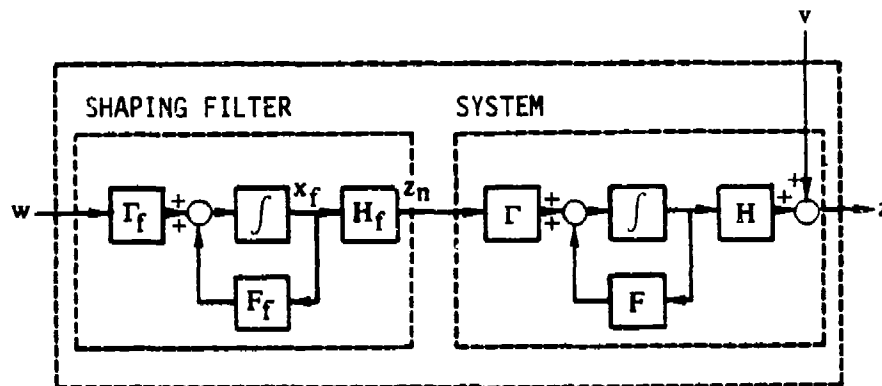 v
SHAPING FILTER
SYSTEM
w
Γf
+
+
∫
xf
Hf
zn
Γ
+
+
∫
H
+
+
z
Ff
F